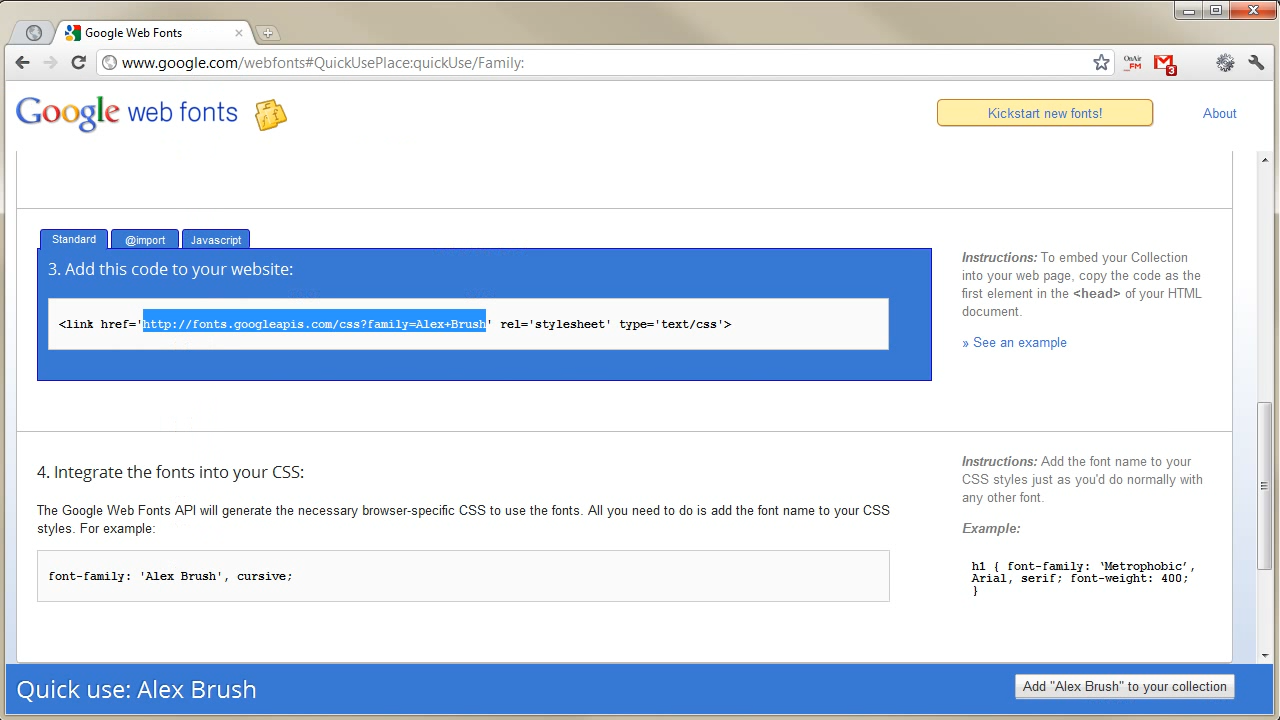 Google Web Fonts
www.google.com/webfonts#QuickUsePlace:quickUse/Family:
OnAir
_FM
3
Google web fonts
Kickstart new fonts!
About
Standard
@import
Javascript
3. Add this code to your website:
<link href='http://fonts.googleapis.com/css?family=Alex+Brush' rel='stylesheet' type='text/css'>
Instructions: To embed your Collection
into your web page, copy the code as the
first element in the <head> of your HTML
document.
» See an example
4. Integrate the fonts into your CSS:
The Google Web Fonts API will generate the necessary browser-specific CSS to use the fonts. All you need to do is add the font name to your CSS
styles. For example:
font-family: 'Alex Brush', cursive;
Instructions: Add the font name to your
CSS styles just as you'd do normally with
any other font.
Example:
h1 { font-family: ‘Metrophobic’,
Arial, serif; font-weight: 400;
}
Quick use: Alex Brush
Add "Alex Brush" to your collection